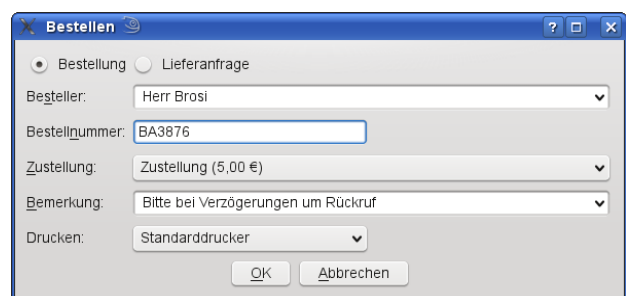 Bestellen
Bestellung Lieferanfrage
Besteller: Herr Brosi
Bestellnummer: BA3876
Zustellung: Zustellung (5,00 €)
Bemerkung: Bitte bei Verzögerungen um Rückruf
Drucken: Standarddrucker
OK Abbrechen